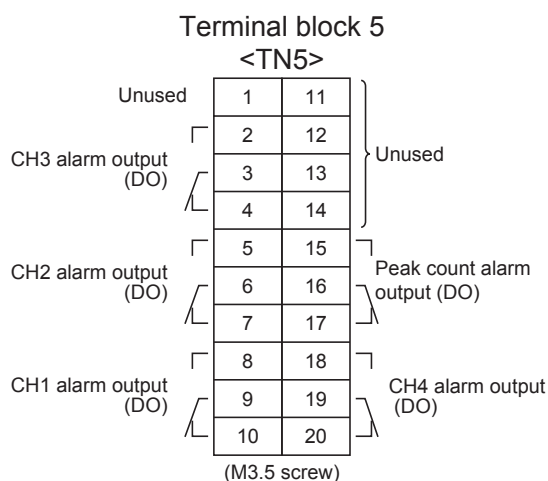 Terminal block 5
<TN5>
Unused 1 11
2 12
CH3 alarm output
(DO)
3 13
Unused
4 14
5 15
CH2 alarm output
(DO)
6 16
Peak count alarm
output (DO)
7 17
8 18
CH1 alarm output
(DO)
9 19
CH4 alarm output
(DO)
10 20
(M3.5 screw)